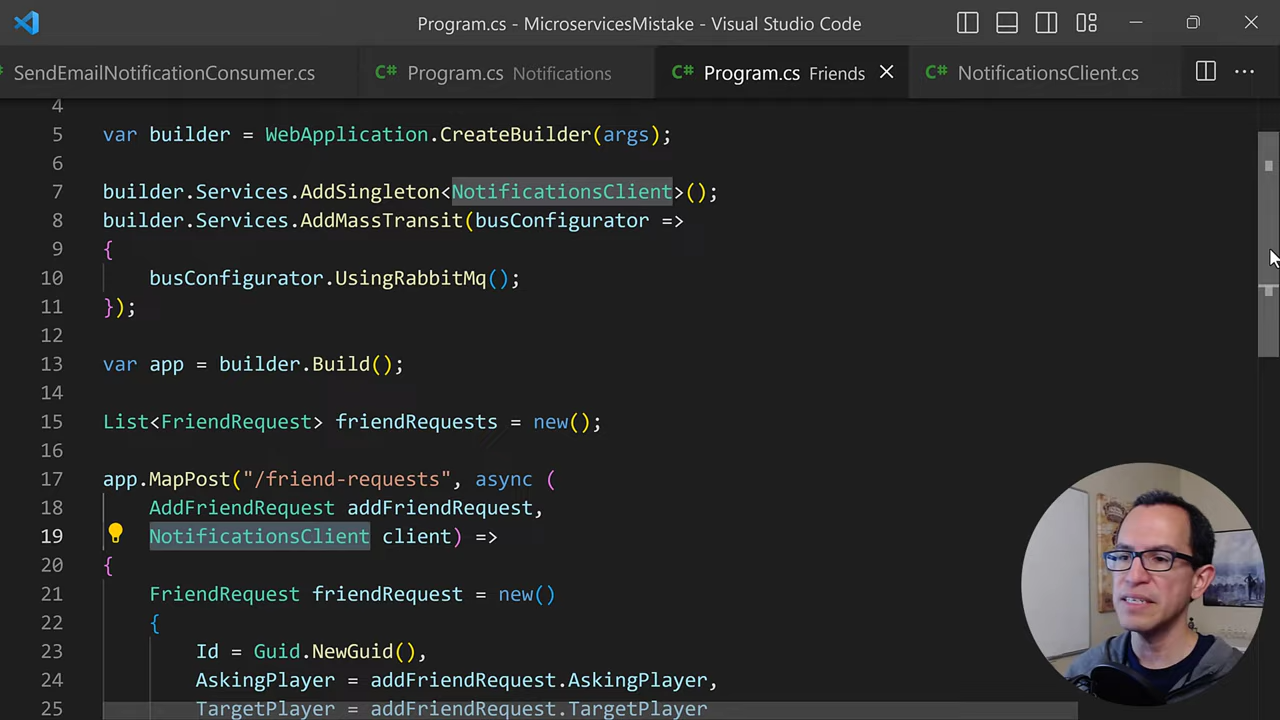 Program.cs - MicroservicesMistake - Visual Studio Code
SendEmailNotificationConsumer.cs
C# Program.cs Notifications
C# Program.cs Friends
C# NotificationsClient.cs
4
5 var builder = WebApplication.CreateBuilder(args);
6
7 builder.Services.AddSingleton<NotificationsClient>();
8 builder.Services.AddMassTransit(busConfigurator =>
9 {
10 busConfigurator.UsingRabbitMq();
11 });
12
13 var app = builder.Build();
14
15 List<FriendRequest> friendRequests = new();
16
17 app.MapPost("/friend-requests", async (
18 AddFriendRequest addFriendRequest,
19 NotificationsClient client) =>
20 {
21 FriendRequest friendRequest = new()
22 {
23 Id = Guid.NewGuid(),
24 AskingPlayer = addFriendRequest.AskingPlayer,
25 TargetPlayer = addFriendRequest.TargetPlayer